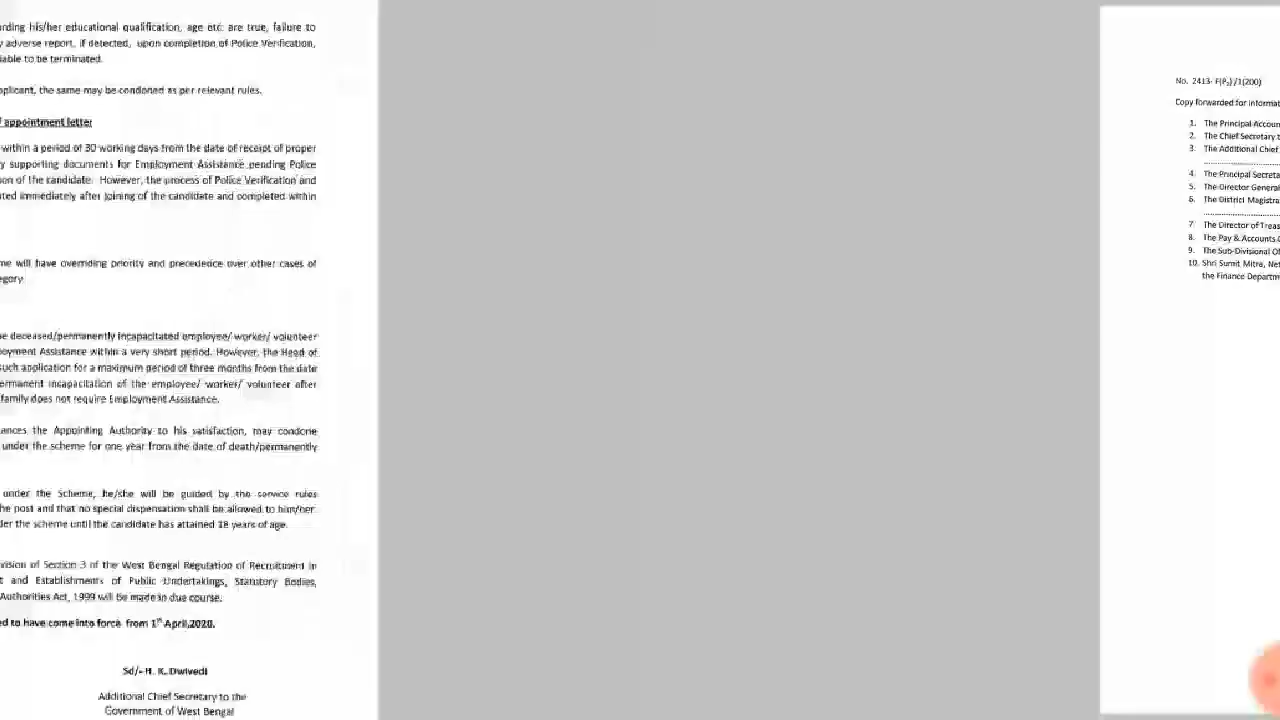 rding his/her educational qualification, age etc. are true, failure to
y adverse report, if detected, upon completion of Police Verification,
iable to be terminated.
pplicant, the same may be condoned as per relevant rules.
appointment letter
within a period of 30 working days from the date of receipt of proper
y supporting documents for Employment Assistance pending Police
on of the candidate. However, the process of Police Verification and
ted immediately after joining of the candidate and completed within
me will have overriding priority and precedence over other cases of
egory
e deceased/permanently incapacitated employee/ worker/ volunteer
oyment Assistance within a very short period. However, the Head of
such application for a maximum period of three months from the date
ermanent incapacitation of the employee/ worker/ volunteer after
family does not require Employment Assistance.
ances the Appointing Authority to his satisfaction, may condone
under the scheme for one year from the date of death/permanently
under the Scheme, he/she will be guided by the service rules
he post and that no special dispensation shall be allowed to him/her.
der the scheme until the candidate has attained 18 years of age.
vision of Section 3 of the West Bengal Regulation of Recruitment in
t and Establishments of Public Undertakings, Statutory Bodies,
Authorities Act, 1999 will be made in due course.
ed to have come into force from 1st April,2020.
Sd/- H. K. Dwivedi
Additional Chief Secretary to the
Government of West Bengal
No. 2413- F(P2)/1(200)
Copy forwarded for informat
1. The Principal Accoun
2. The Chief Secretary t
3. The Additional Chief
....................
4. The Principal Secreta
5. The Director General
6. The District Magistra
....................
7. The Director of Treas
8. The Pay & Accounts O
9. The Sub-Divisional Of
10. Shri Sumit Mitra, Net
the Finance Departm